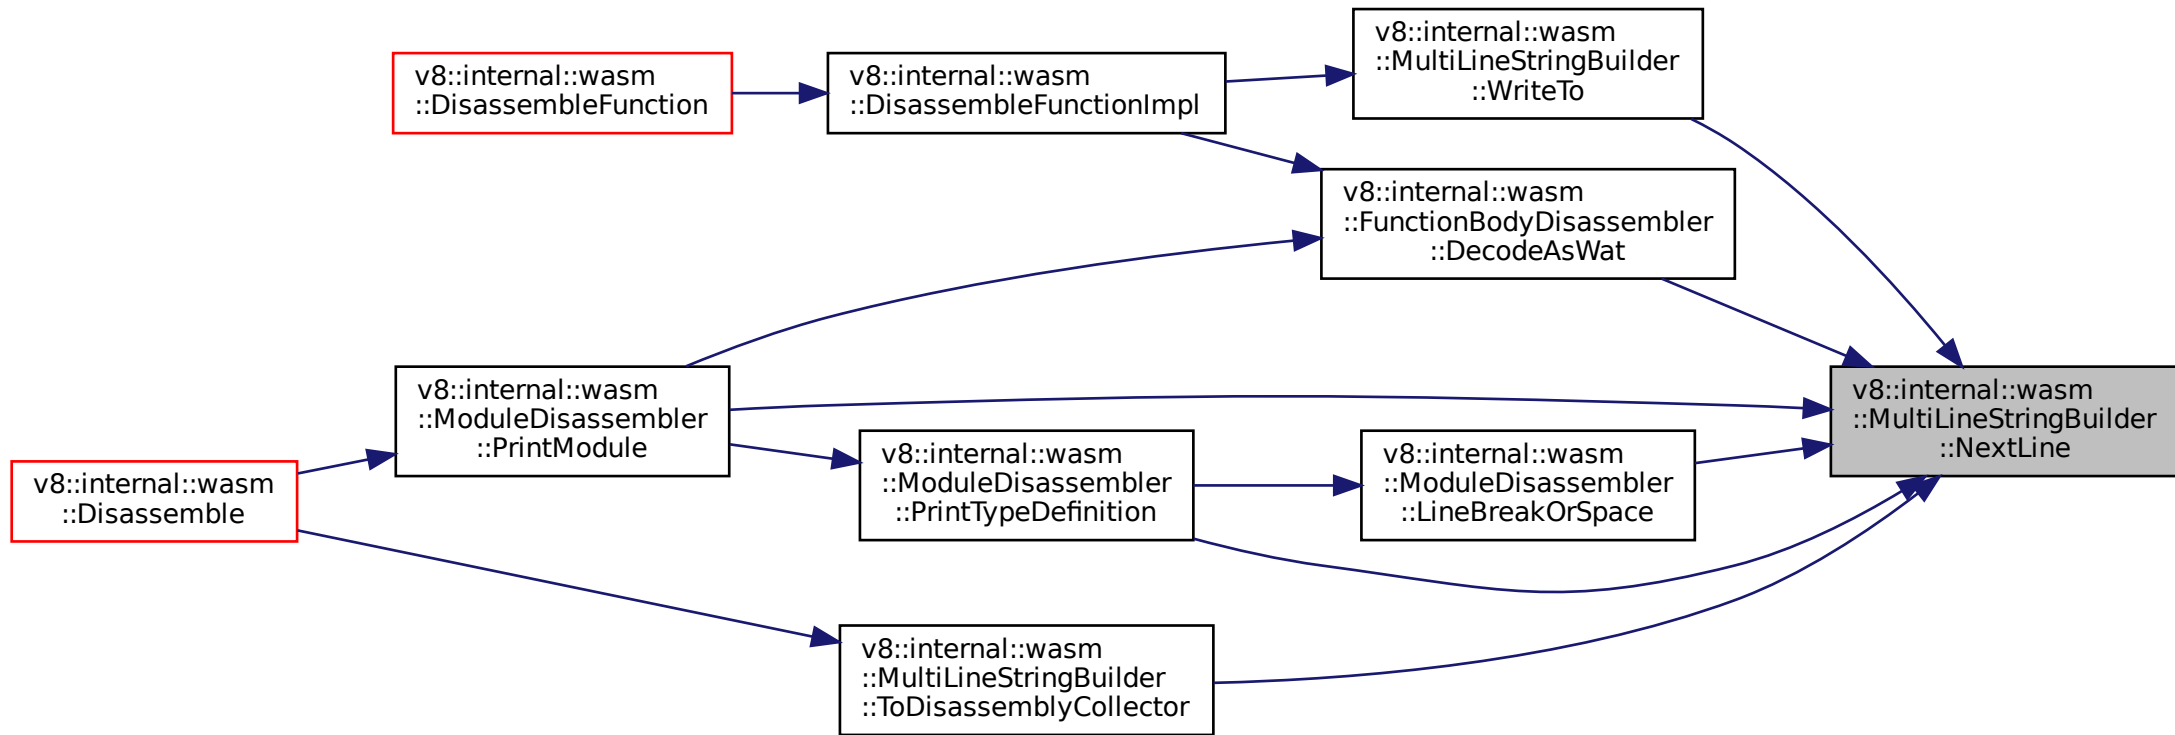 v8::internal::wasm
::MultiLineStringBuilder
::WriteTo
v8::internal::wasm
::DisassembleFunction
v8::internal::wasm
::DisassembleFunctionImpl
v8::internal::wasm
::FunctionBodyDisassembler
::DecodeAsWat
v8::internal::wasm
::ModuleDisassembler
::PrintModule
v8::internal::wasm
::MultiLineStringBuilder
::NextLine
v8::internal::wasm
::Disassemble
v8::internal::wasm
::ModuleDisassembler
::PrintTypeDefinition
v8::internal::wasm
::ModuleDisassembler
::LineBreakOrSpace
v8::internal::wasm
::MultiLineStringBuilder
::ToDisassemblyCollector